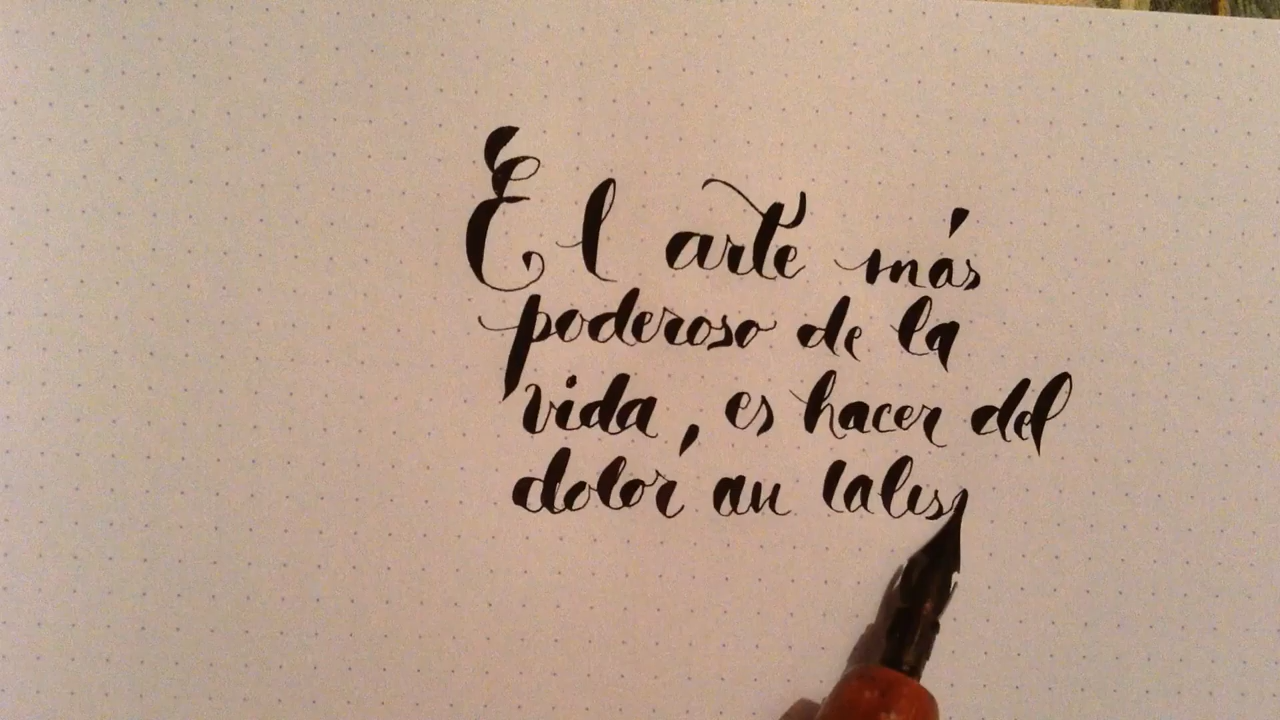 El arte más
poderoso de la
vida, es hacer del
dolor un talis